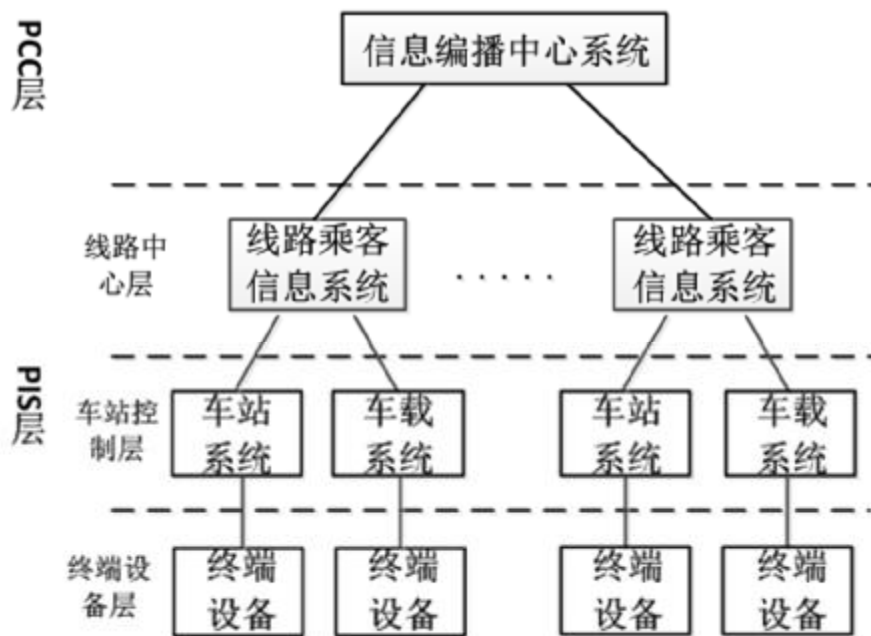 PCC层
信息编播中心系统
线路中
心层
线路乘客
信息系统
.....
线路乘客
信息系统
PIS层
车站控
制层
车站
系统
车载
系统
车站
系统
车载
系统
终端设
备层
终端
设备
终端
设备
终端
设备
终端
设备